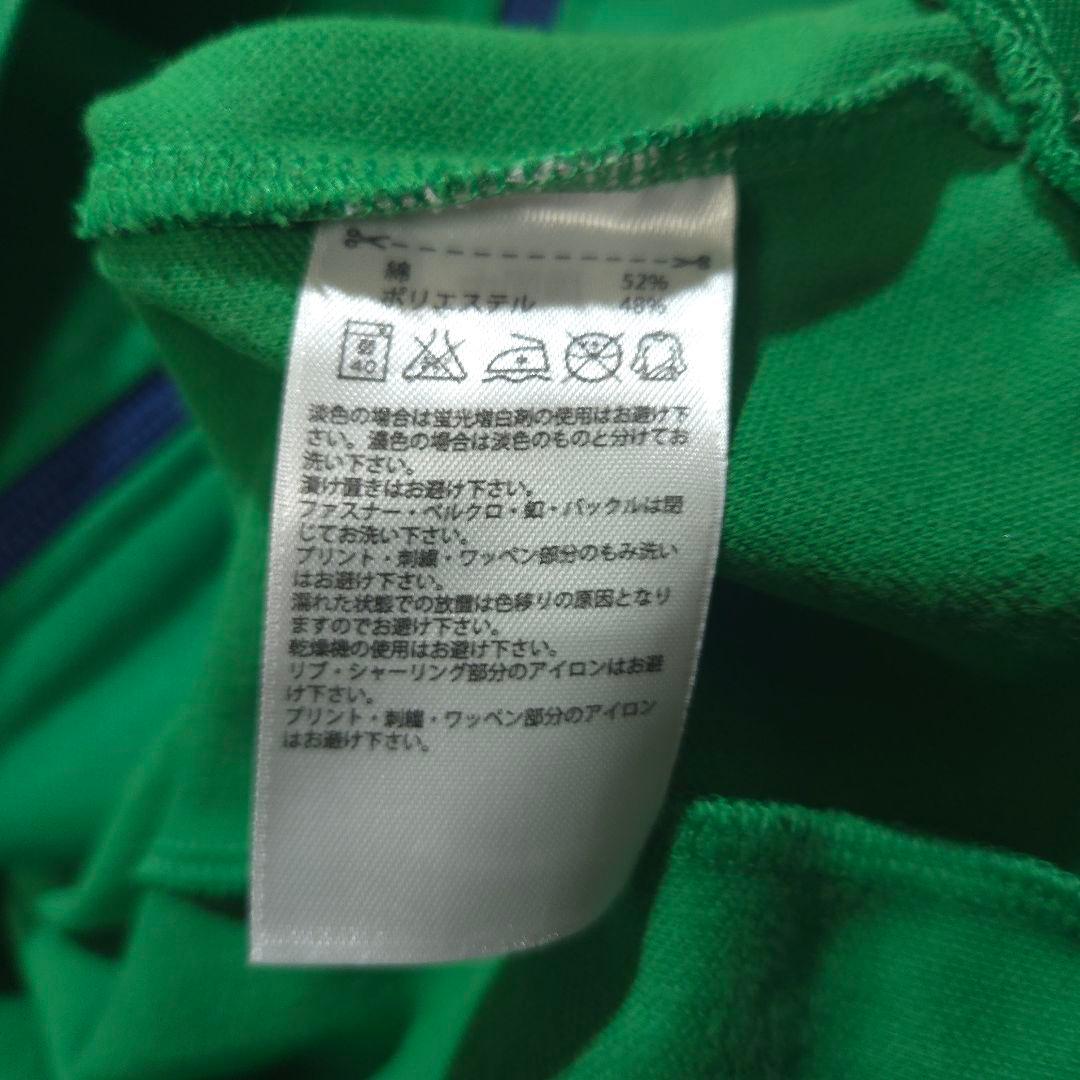 綿 52%
ポリエステル 48%
弱
40
淡色の場合は蛍光増白剤の使用はお避け下
さい。濃色の場合は淡色のものと分けてお
洗い下さい。
漬け置きはお避け下さい。
ファスナー・ベルクロ・釦・バックルは閉
じてお洗い下さい。
プリント・刺繍・ワッペン部分のもみ洗い
はお避け下さい。
濡れた状態での放置は色移りの原因となり
ますのでお避け下さい。
乾燥機の使用はお避け下さい。
リブ・シャーリング部分のアイロンはお避
け下さい。
プリント・刺繍・ワッペン部分のアイロン
はお避け下さい。